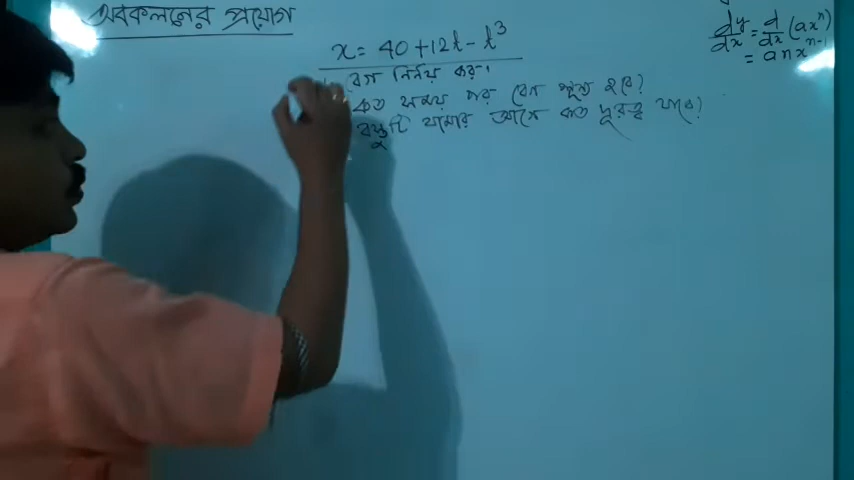 অবকলনের প্রয়োগ
x = 40 + 12t - t³
বেগ নির্নয় কর।
কত সময় পর বেগ শূন্য হবে?
বস্তুটি থামার আগে কত দূরত্ব যাবে?
dy/dx = d/dx (axⁿ)
= anxⁿ⁻¹